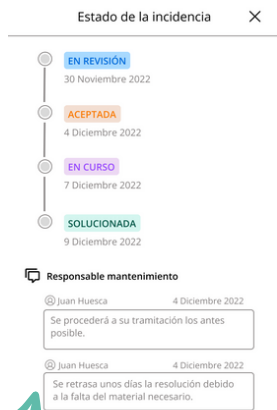 Estado de la incidencia
EN REVISIÓN
30 Noviembre 2022
ACEPTADA
4 Diciembre 2022
EN CURSO
7 Diciembre 2022
SOLUCIONADA
9 Diciembre 2022
Responsable mantenimiento
Juan Huesca 4 Diciembre 2022
Se procederá a su tramitación los antes
posible.
Juan Huesca 4 Diciembre 2022
Se retrasa unos días la resolución debido
a la falta del material necesario.